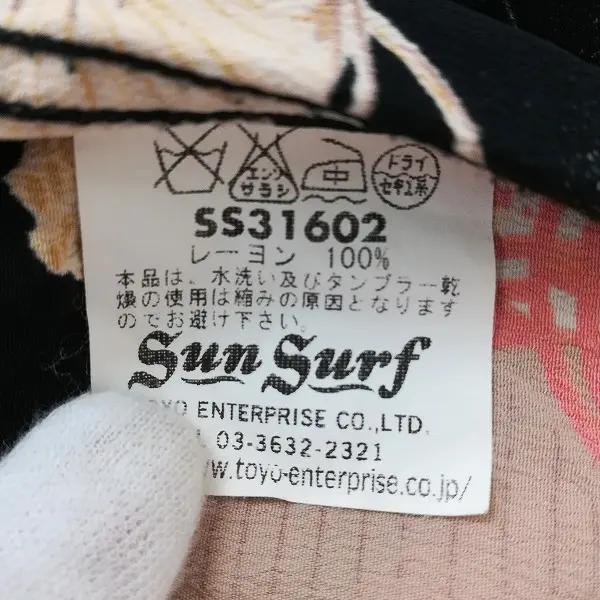 エンソ サラシ 中 ドライ セキユ系
SS31602
レーヨン 100%
本品は、水洗い及びタンブラー乾
燥の使用は縮みの原因となります
のでお避け下さい。
Sun Surf
TOYO ENTERPRISE CO.,LTD.
03-3632-2321
www.toyo-enterprise.co.jp/